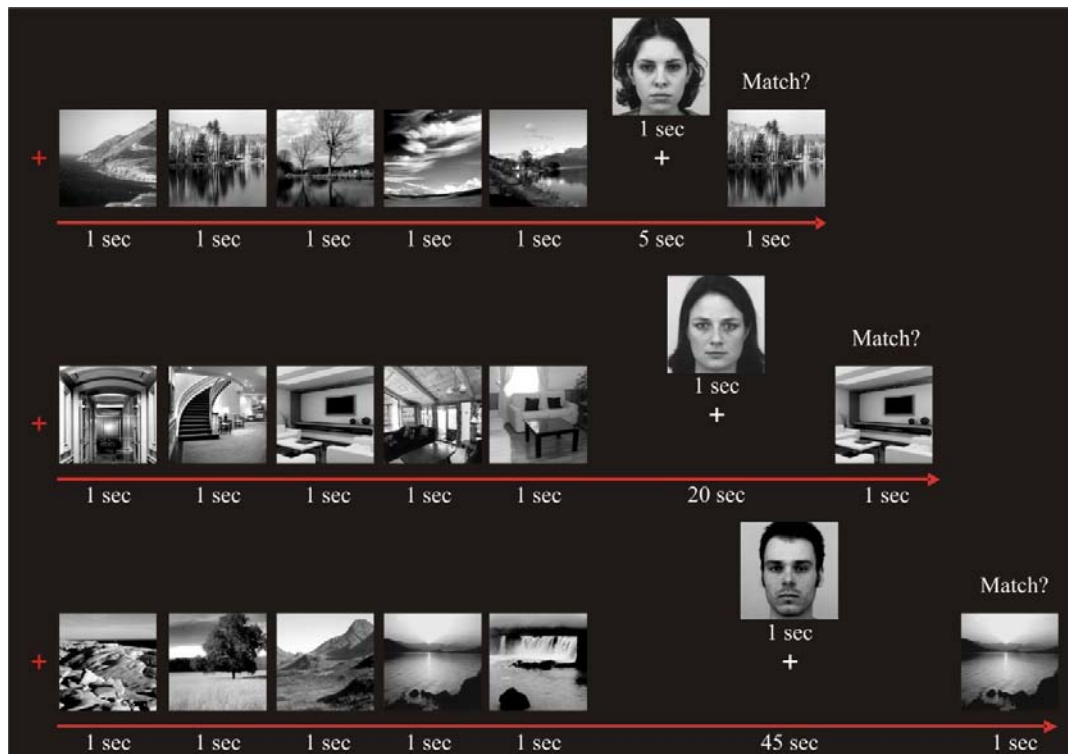 Match?
1 sec
+
+
1 sec 1 sec 1 sec 1 sec 1 sec 5 sec 1 sec
Match?
1 sec
+
+
1 sec 1 sec 1 sec 1 sec 1 sec 20 sec 1 sec
Match?
1 sec
+
+
1 sec 1 sec 1 sec 1 sec 1 sec 45 sec 1 sec